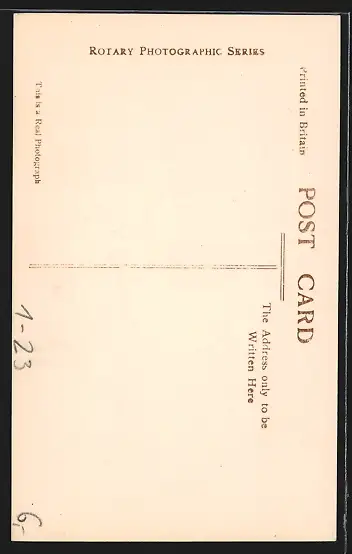 ROTARY PHOTOGRAPHIC SERIES
Printed in Britain
POST CARD
The Address only to be
Written Here
This is a Real Photograph
1-23
6,-